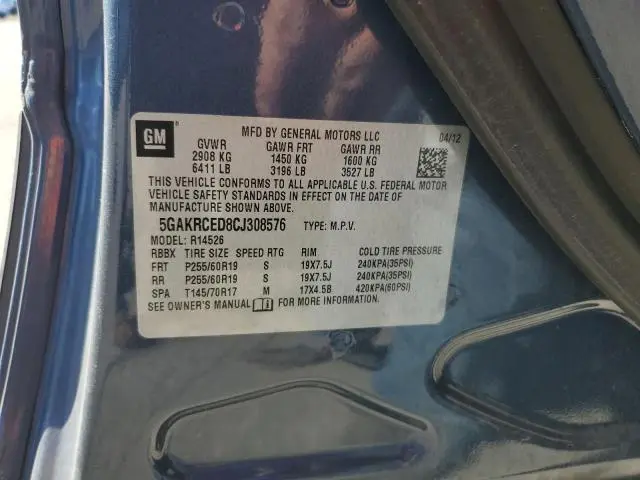 GM
MFD BY GENERAL MOTORS LLC 04/12
GVWR GAWR FRT GAWR RR
2908 KG 1450 KG 1600 KG
6411 LB 3196 LB 3527 LB
THIS VEHICLE CONFORMS TO ALL APPLICABLE U.S. FEDERAL MOTOR
VEHICLE SAFETY STANDARDS IN EFFECT ON THE DATE OF
MANUFACTURE SHOWN ABOVE.
5GAKRCED8CJ308576 TYPE: M.P.V.
MODEL: R14526
RBBX TIRE SIZE SPEED RTG RIM COLD TIRE PRESSURE
FRT P255/60R19 S 19X7.5J 240KPA(35PSI)
RR P255/60R19 S 19X7.5J 240KPA(35PSI)
SPA T145/70R17 M 17X4.5B 420KPA(60PSI)
SEE OWNER'S MANUAL FOR MORE INFORMATION.